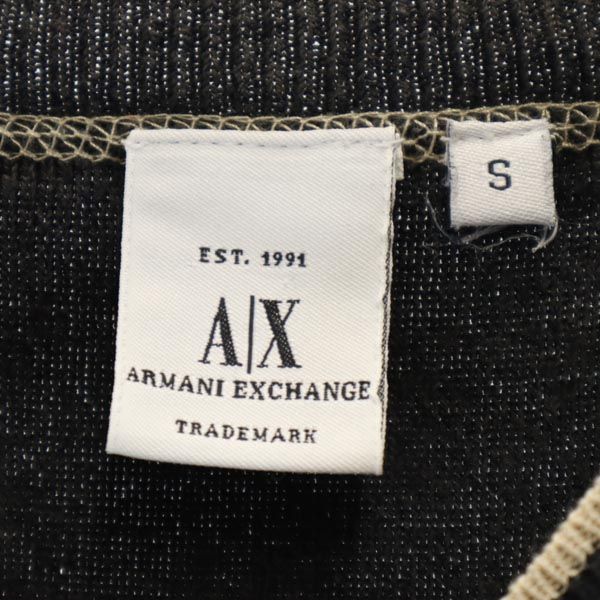 S
EST. 1991
A|X
ARMANI EXCHANGE
TRADEMARK